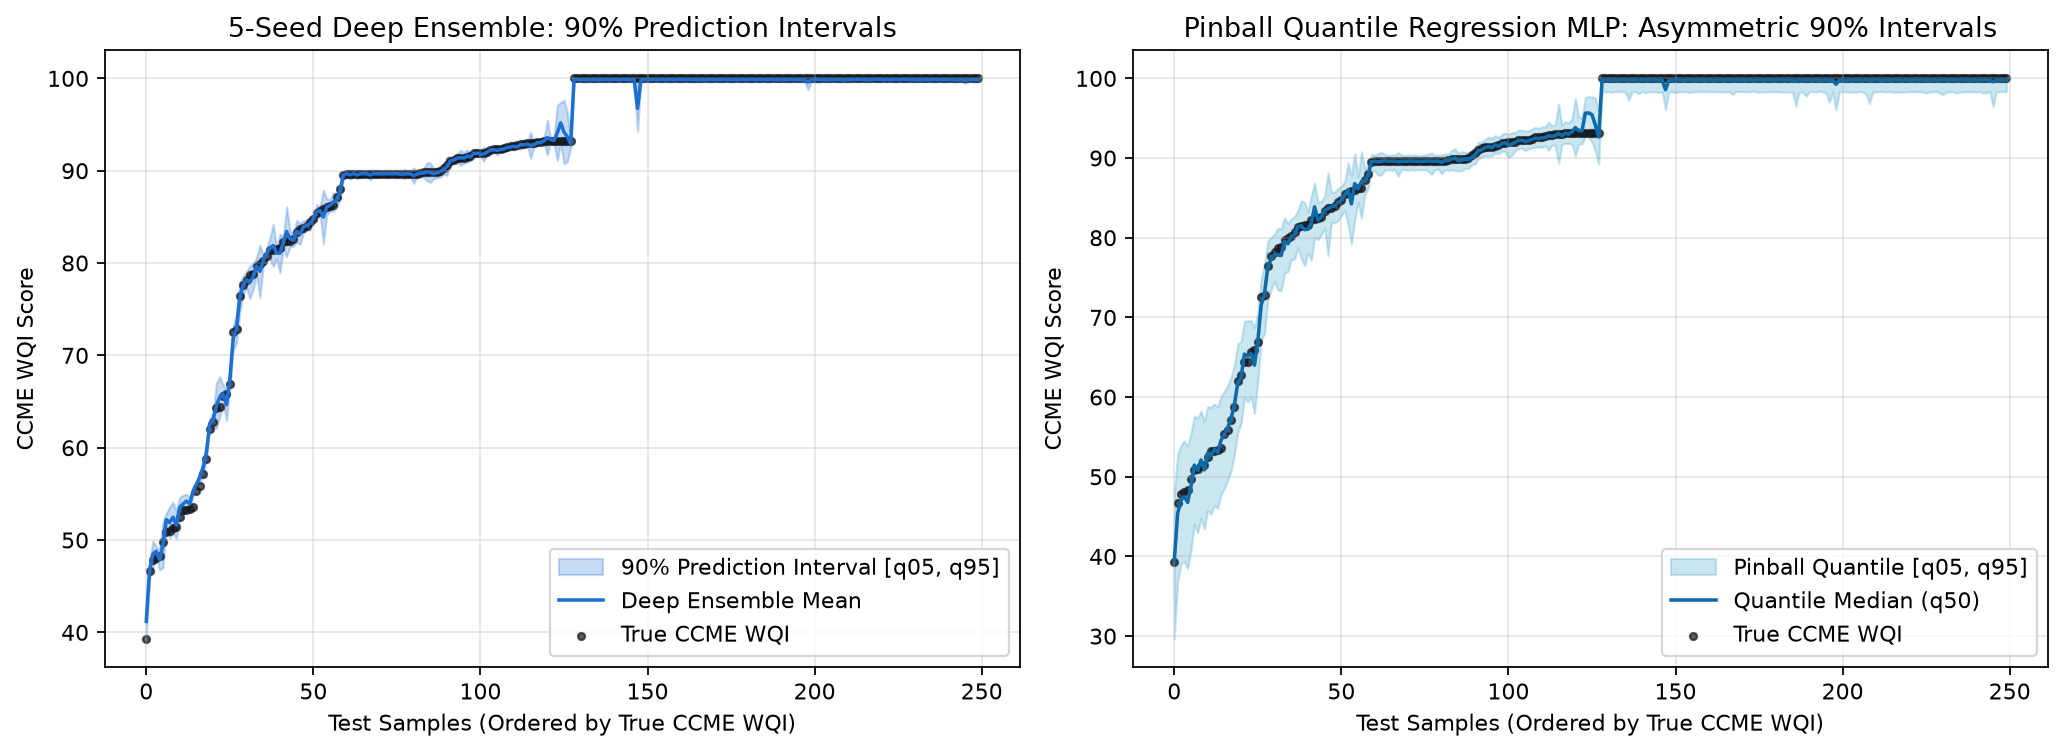 5-Seed Deep Ensemble: 90% Prediction Intervals
100
90
80
70
60
50
40
CCME WQI Score
90% Prediction Interval [q05, q95]
Deep Ensemble Mean
True CCME WQI
0
50
100
150
200
250
Test Samples (Ordered by True CCME WQI)
Pinball Quantile Regression MLP: Asymmetric 90% Intervals
100
90
80
70
60
50
40
30
CCME WQI Score
Pinball Quantile [q05, q95]
Quantile Median (q50)
True CCME WQI
0
50
100
150
200
250
Test Samples (Ordered by True CCME WQI)